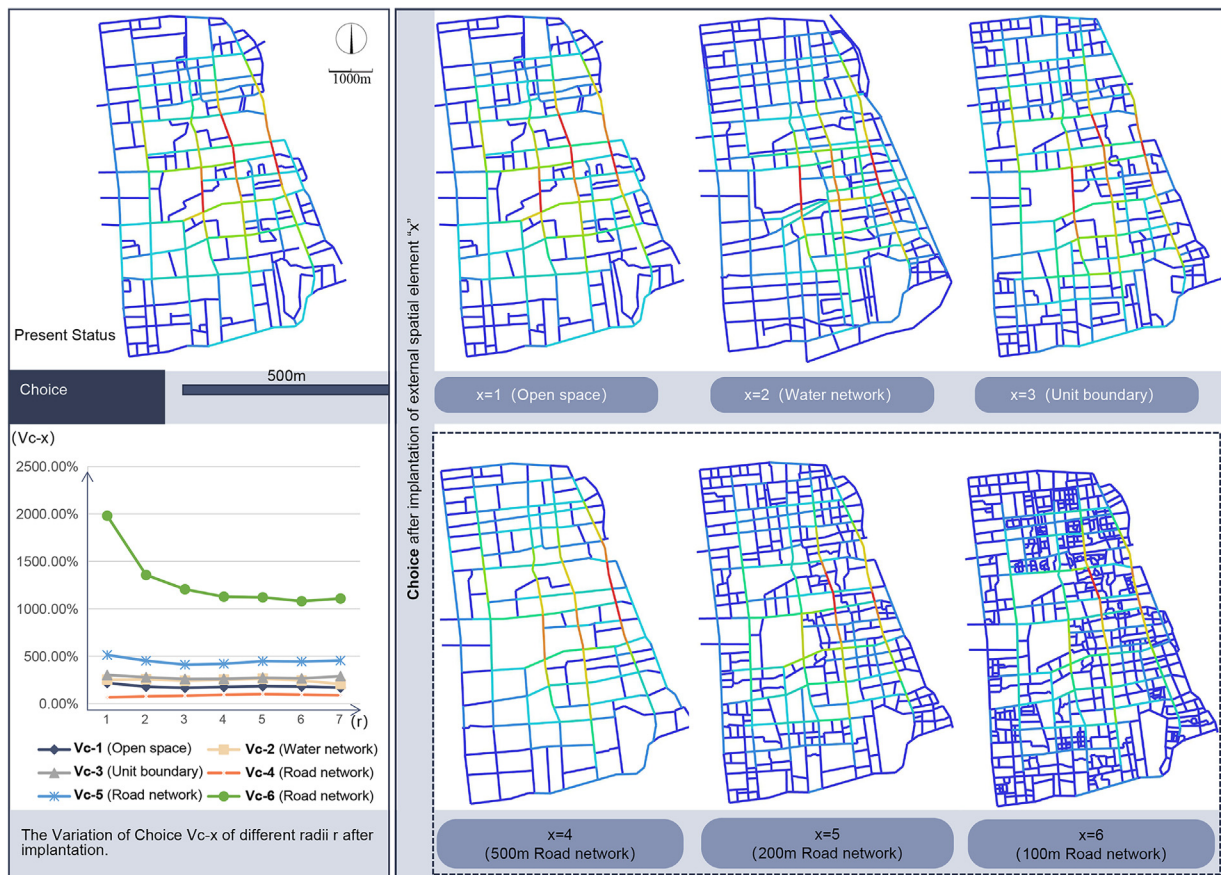 1000m
Present Status
Choice
500m
(Vc-x)
2500.00%
2000.00%
1500.00%
1000.00%
500.00%
0.00%
1 2 3 4 5 6 7
(r)
Vc-1 (Open space)
Vc-2 (Water network)
Vc-3 (Unit boundary)
Vc-4 (Road network)
Vc-5 (Road network)
Vc-6 (Road network)
The Variation of Choice Vc-x of different radii r after
implantation.
Choice after implantation of external spatial element “x”
x=1 (Open space)
x=2 (Water network)
x=3 (Unit boundary)
x=4
(500m Road network)
x=5
(200m Road network)
x=6
(100m Road network)